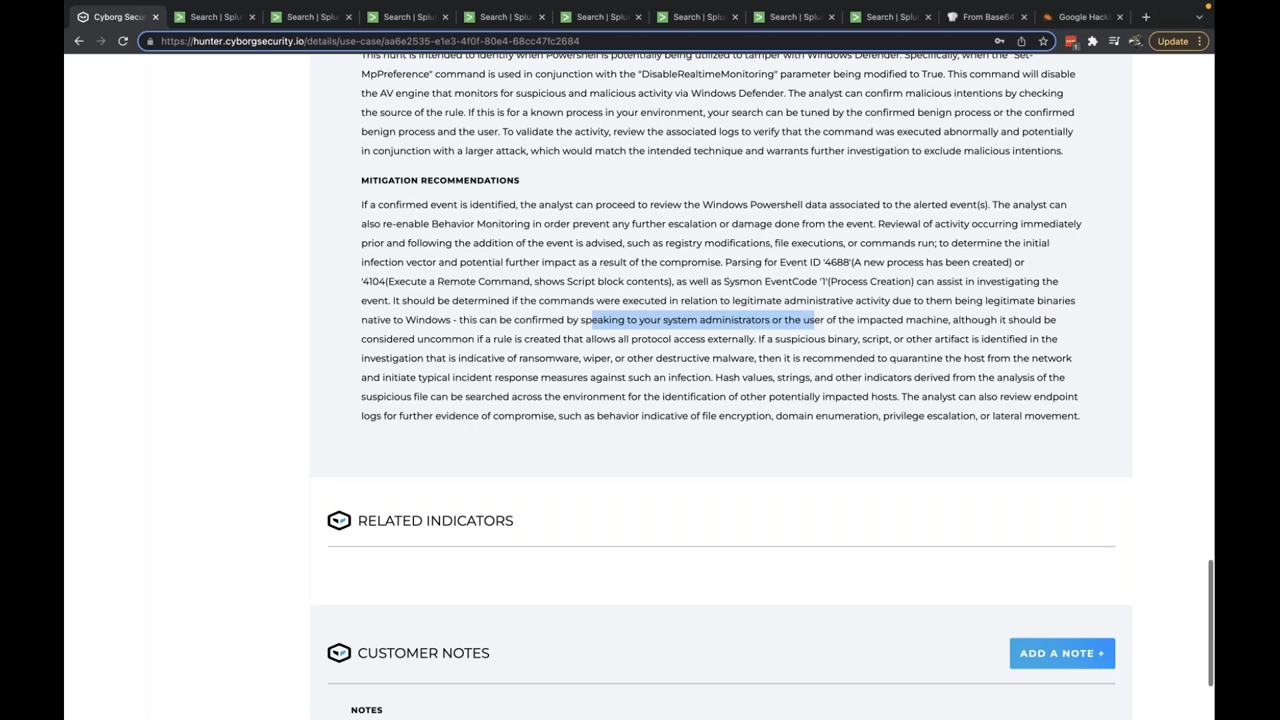 Cyborg Secu
Search | Splu
Search | Splu
Search | Splu
Search | Splu
Search | Splu
Search | Splu
Search | Splu
Search | Splu
From Base64
Google Hack
https://hunter.cyborgsecurity.io/details/use-case/aa6e2535-e1e3-4f0f-80e4-68cc47fc2684
Update
This hunt is intended to identify when Powershell is potentially being utilized to tamper with Windows Defender. Specifically, when the "Set-
MpPreference" command is used in conjunction with the "DisableRealtimeMonitoring" parameter being modified to True. This command will disable
the AV engine that monitors for suspicious and malicious activity via Windows Defender. The analyst can confirm malicious intentions by checking
the source of the rule. If this is for a known process in your environment, your search can be tuned by the confirmed benign process or the confirmed
benign process and the user. To validate the activity, review the associated logs to verify that the command was executed abnormally and potentially
in conjunction with a larger attack, which would match the intended technique and warrants further investigation to exclude malicious intentions.
MITIGATION RECOMMENDATIONS
If a confirmed event is identified, the analyst can proceed to review the Windows Powershell data associated to the alerted event(s). The analyst can
also re-enable Behavior Monitoring in order prevent any further escalation or damage done from the event. Reviewal of activity occurring immediately
prior and following the addition of the event is advised, such as registry modifications, file executions, or commands run; to determine the initial
infection vector and potential further impact as a result of the compromise. Parsing for Event ID '4688'(A new process has been created) or
'4104(Execute a Remote Command, shows Script block contents), as well as Sysmon EventCode '1'(Process Creation) can assist in investigating the
event. It should be determined if the commands were executed in relation to legitimate administrative activity due to them being legitimate binaries
native to Windows - this can be confirmed by speaking to your system administrators or the user of the impacted machine, although it should be
considered uncommon if a rule is created that allows all protocol access externally. If a suspicious binary, script, or other artifact is identified in the
investigation that is indicative of ransomware, wiper, or other destructive malware, then it is recommended to quarantine the host from the network
and initiate typical incident response measures against such an infection. Hash values, strings, and other indicators derived from the analysis of the
suspicious file can be searched across the environment for the identification of other potentially impacted hosts. The analyst can also review endpoint
logs for further evidence of compromise, such as behavior indicative of file encryption, domain enumeration, privilege escalation, or lateral movement.
RELATED INDICATORS
CUSTOMER NOTES
ADD A NOTE +
NOTES